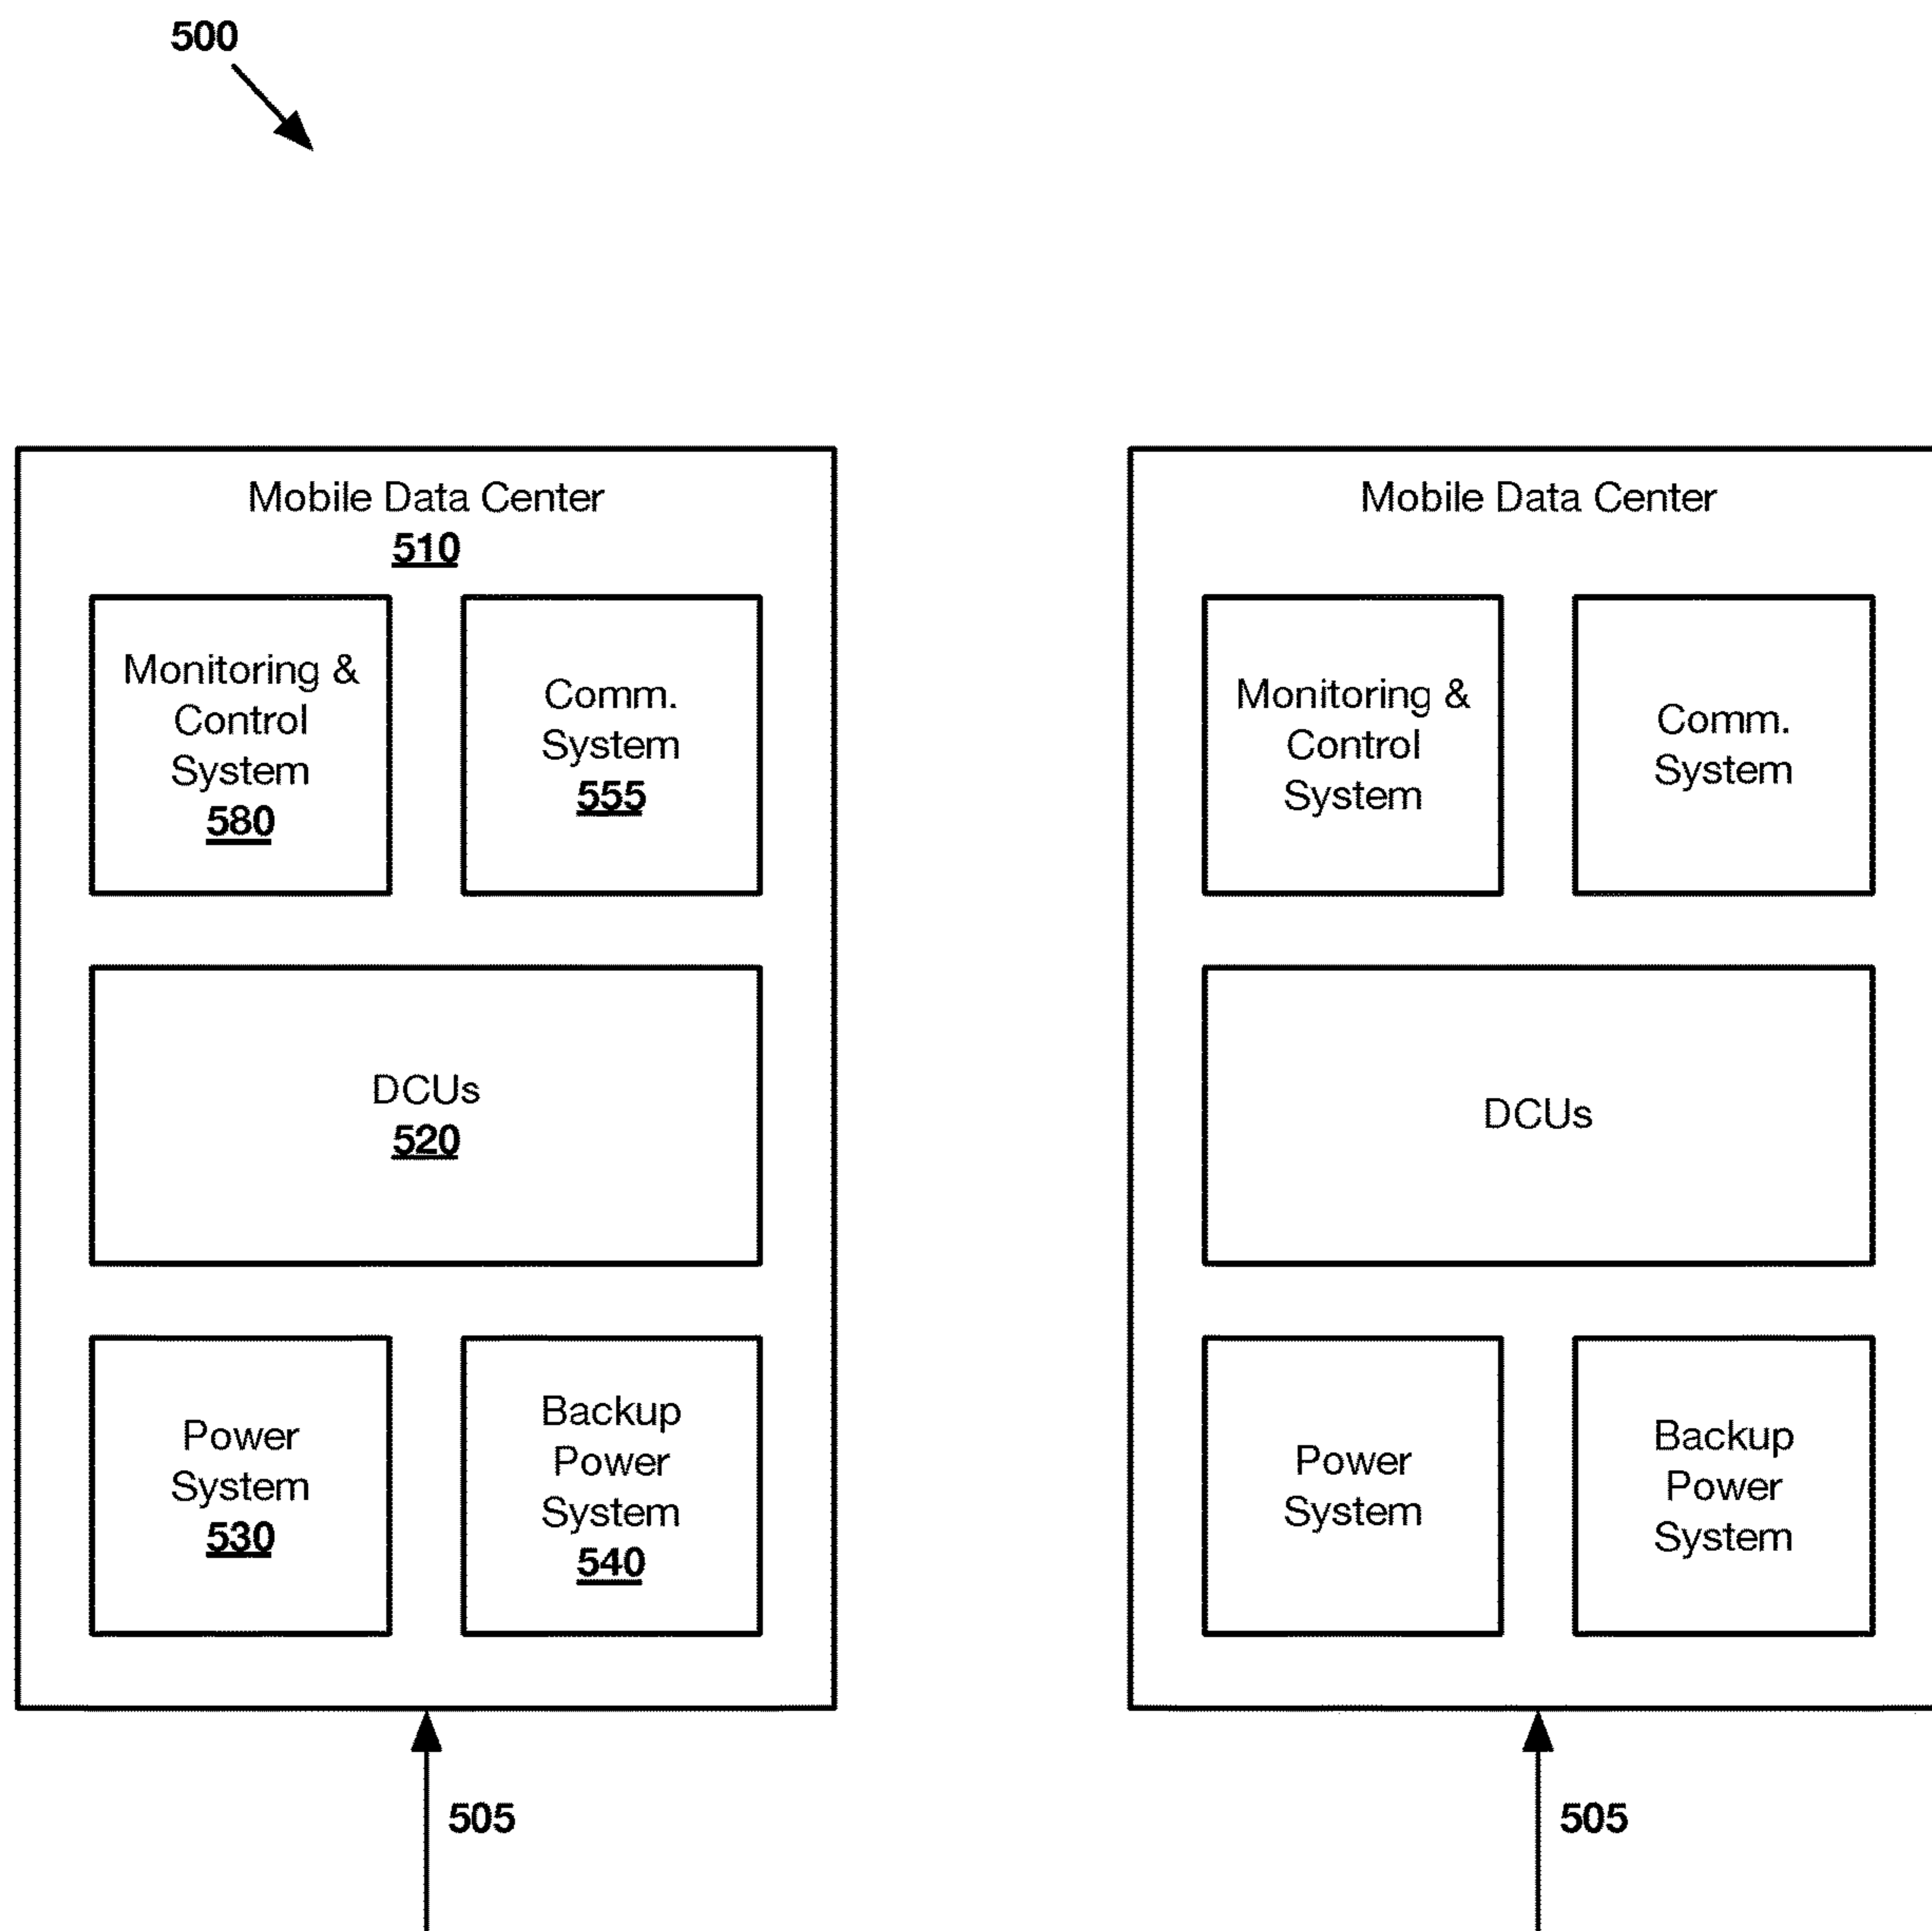 500
Mobile Data Center
510
Monitoring &
Control
System
580
Comm.
System
555
DCUs
520
Power
System
530
Backup
Power
System
540
505
Mobile Data Center
Monitoring &
Control
System
Comm.
System
DCUs
Power
System
Backup
Power
System
505